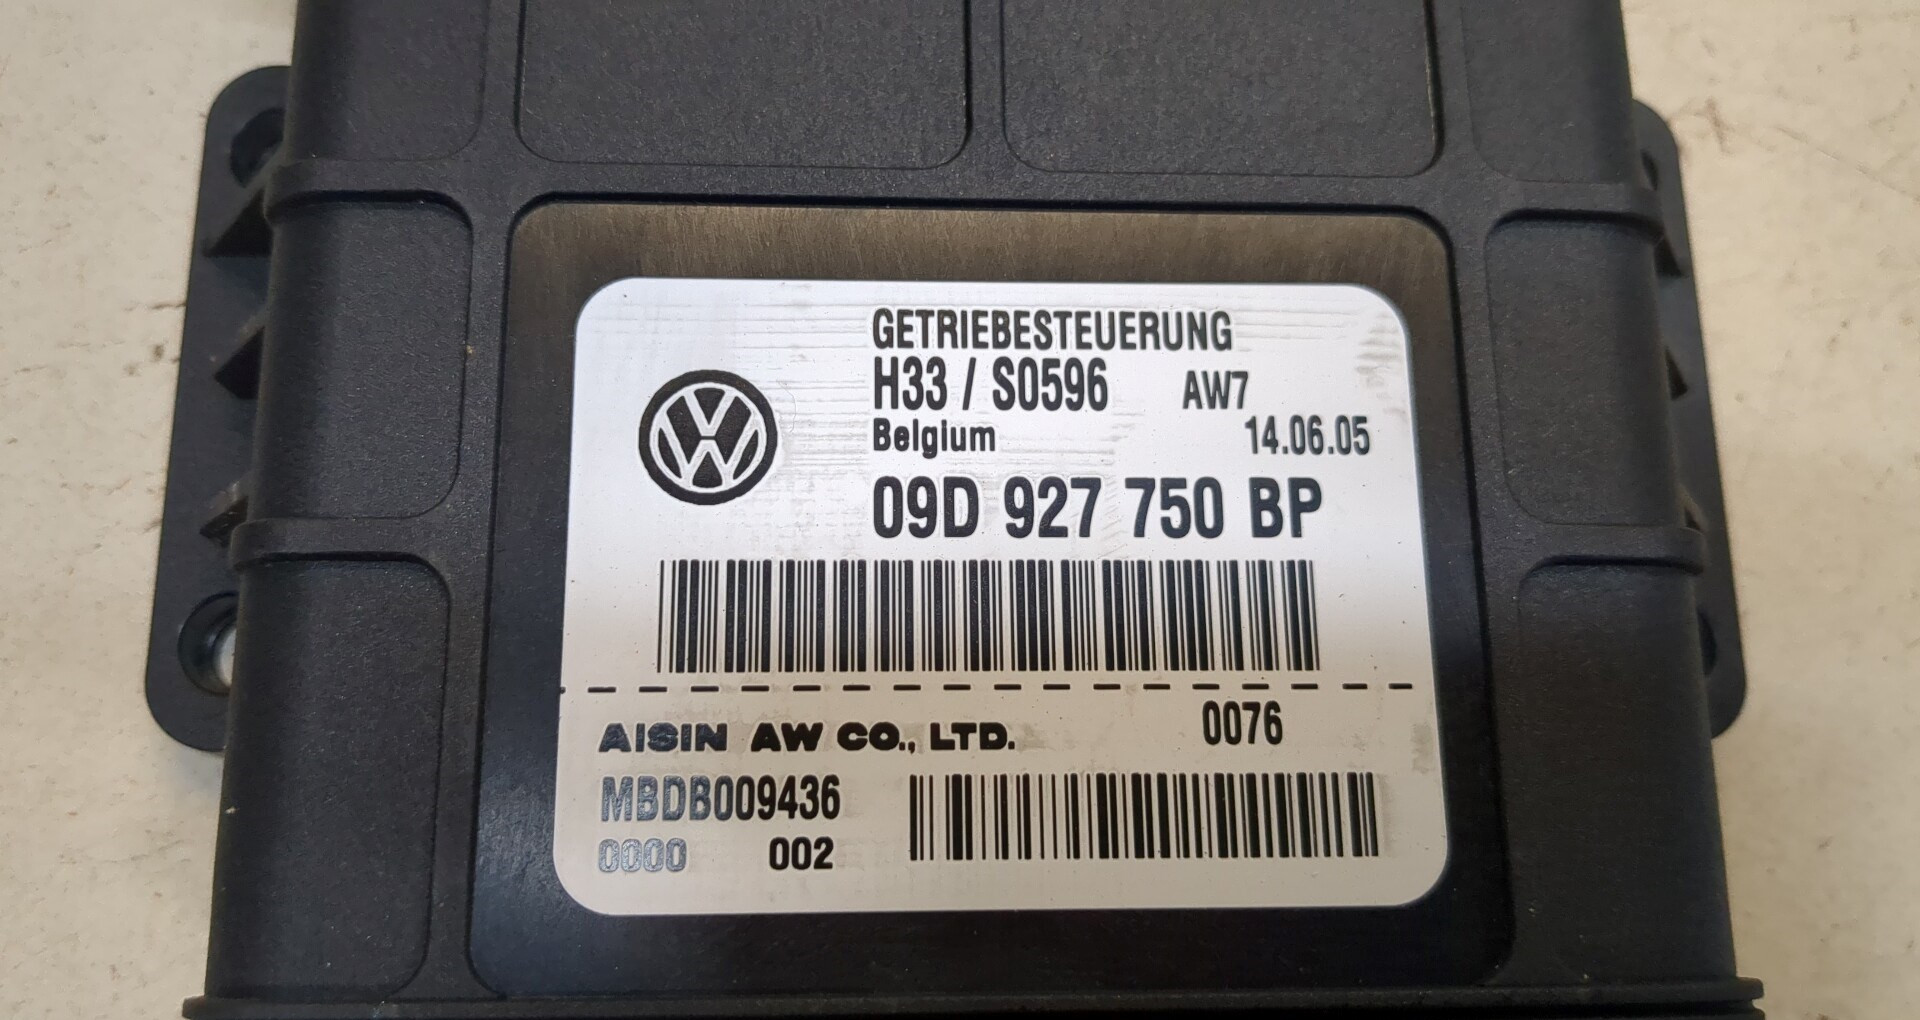 GETRIEBESTEUERUNG
H33 / S0596 AW7
Belgium 14.06.05
09D 927 750 BP
AISIN AW CO., LTD. 0076
MBDB009436
0000 002